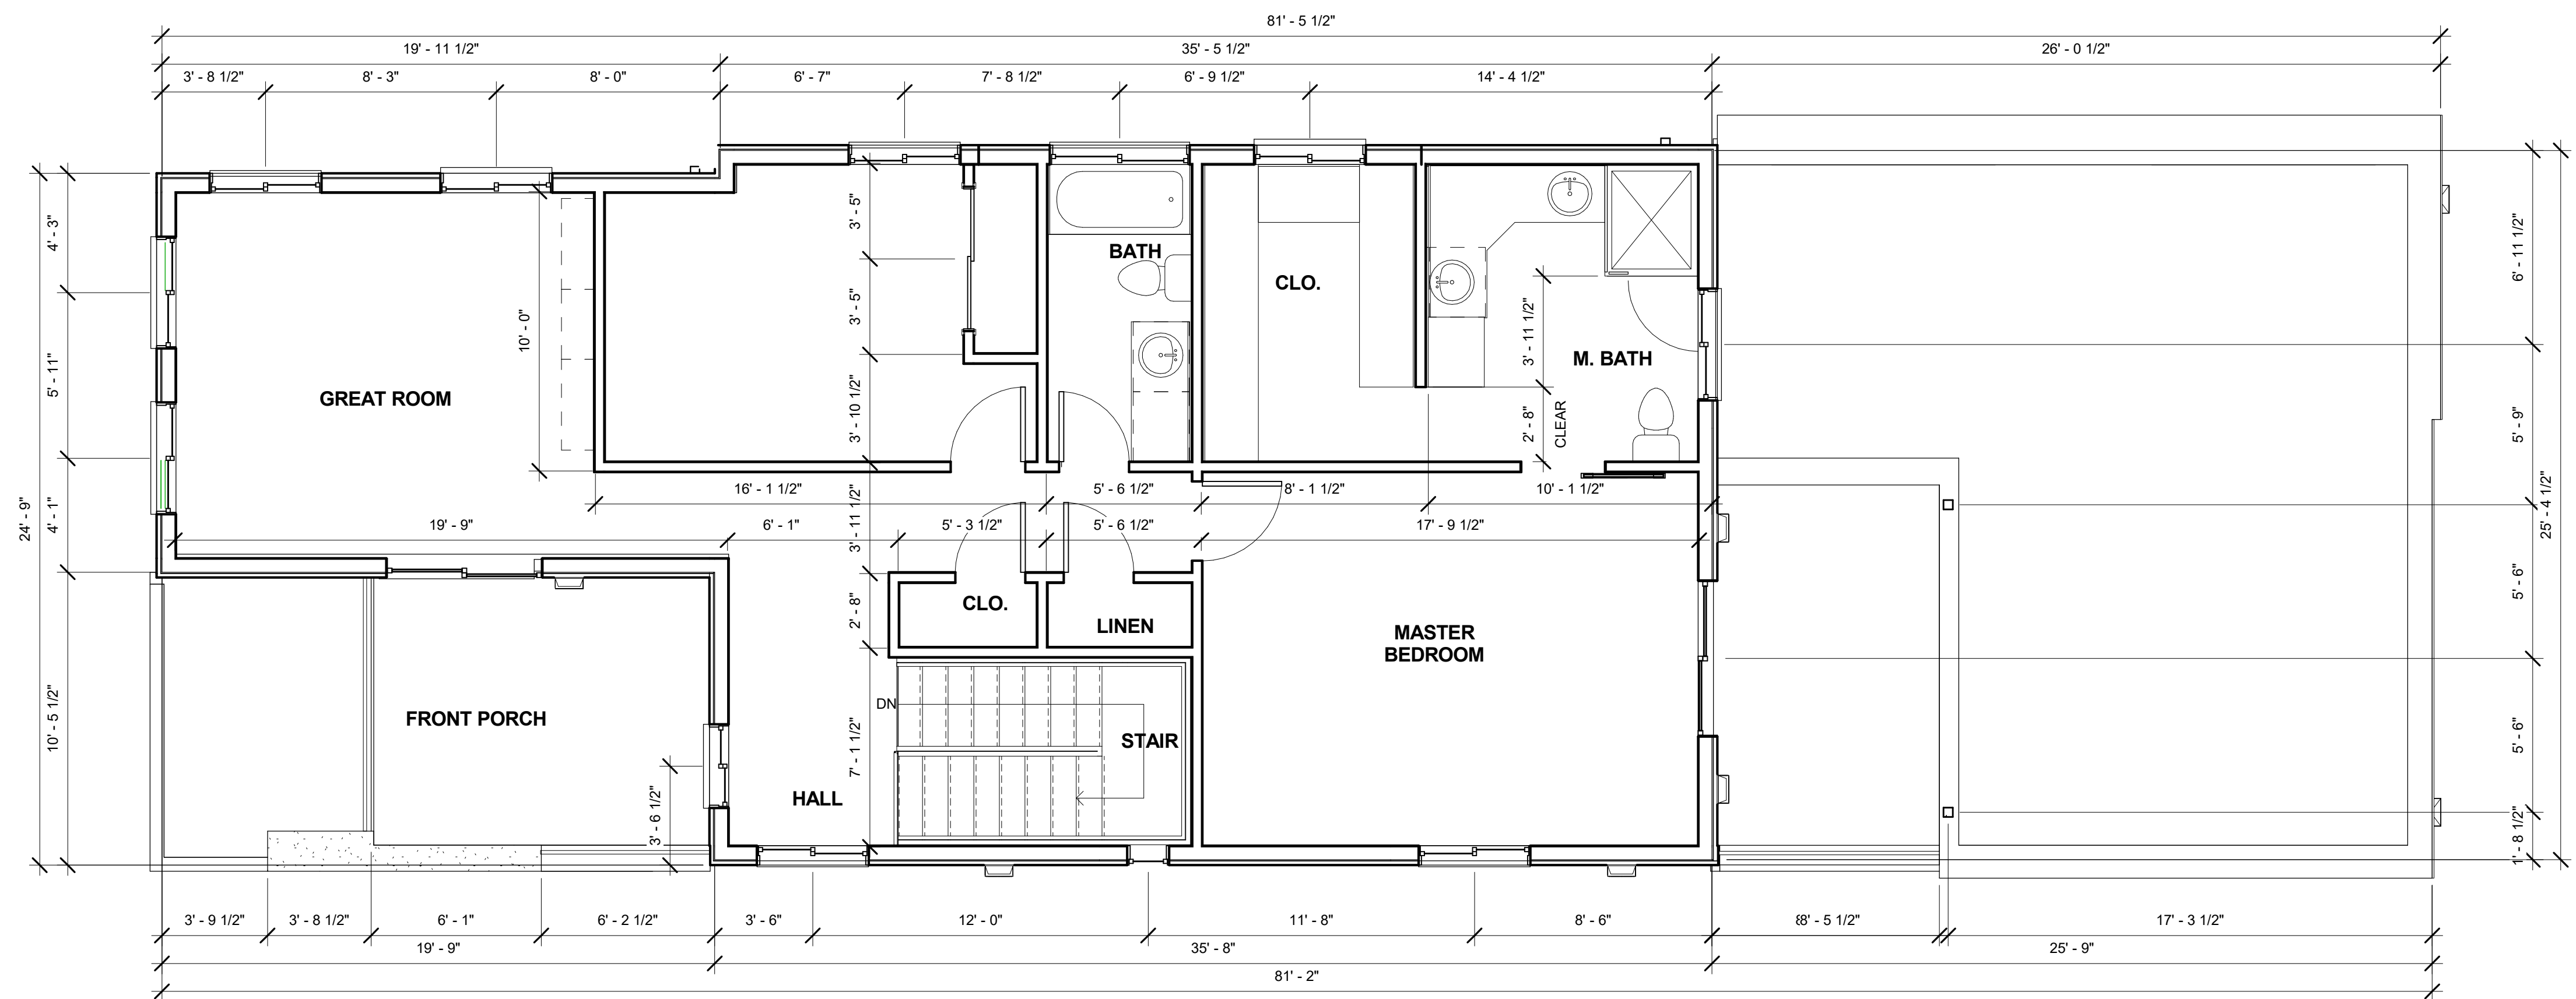 81' - 5 1/2"
19' - 11 1/2"
35' - 5 1/2"
26' - 0 1/2"
3' - 8 1/2"
8' - 3"
8' - 0"
6' - 7"
7' - 8 1/2"
6' - 9 1/2"
14' - 4 1/2"
24' - 9"
4' - 3"
5' - 11"
4' - 1"
10' - 5 1/2"
GREAT ROOM
10' - 0"
3' - 5"
3' - 5"
3' - 10 1/2"
3' - 11 1/2"
2' - 8"
7' - 1 1/2"
BATH
CLO.
M. BATH
3' - 11 1/2"
2' - 8"
CLEAR
16' - 1 1/2"
5' - 6 1/2"
8' - 1 1/2"
10' - 1 1/2"
19' - 9"
6' - 1"
5' - 3 1/2"
5' - 6 1/2"
17' - 9 1/2"
CLO.
LINEN
MASTER
BEDROOM
FRONT PORCH
DN
STAIR
HALL
3' - 6 1/2"
6' - 11 1/2"
5' - 9"
5' - 6"
5' - 6"
1' - 8 1/2"
25' - 4 1/2"
3' - 9 1/2"
3' - 8 1/2"
6' - 1"
6' - 2 1/2"
3' - 6"
12' - 0"
11' - 8"
8' - 6"
8' - 5 1/2"
17' - 3 1/2"
19' - 9"
35' - 8"
25' - 9"
81' - 2"